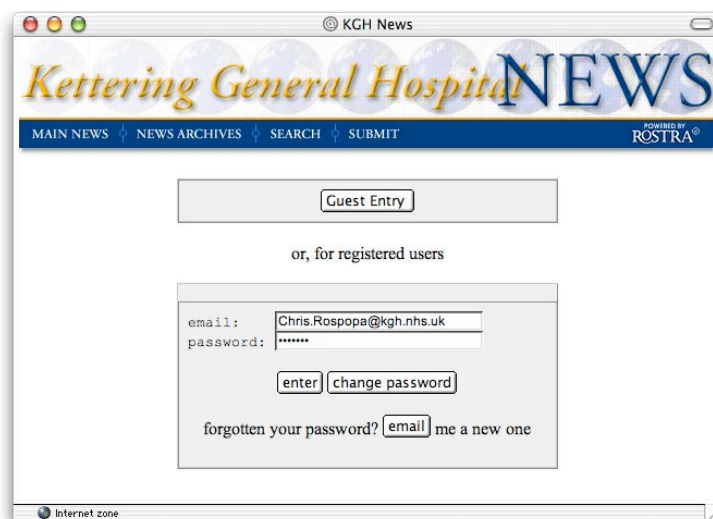 KGH News
Kettering General Hospital NEWS
MAIN NEWS NEWS ARCHIVES SEARCH SUBMIT POWERED BY ROSTRA
Guest Entry
or, for registered users
email: Chris.Rospopa@kgh.nhs.uk
password: •••••••
enter change password
forgotten your password? email me a new one
Internet zone